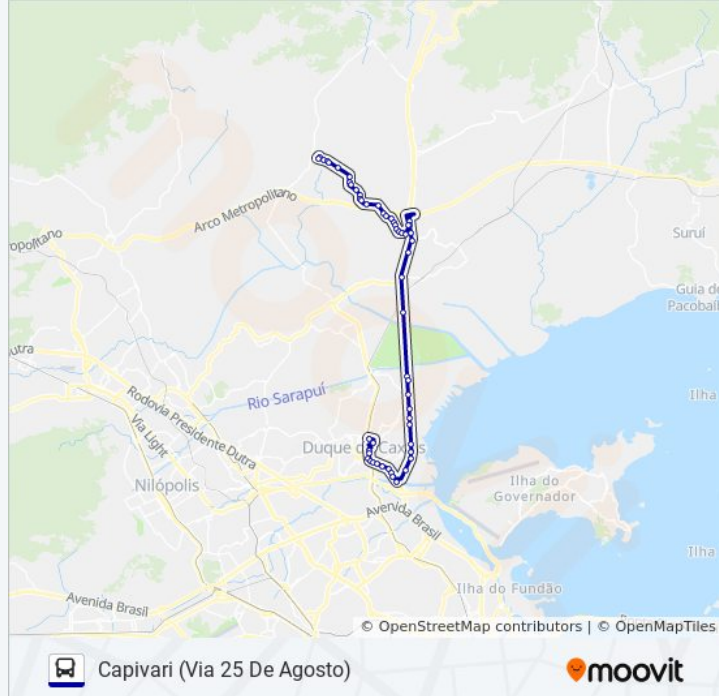 Arco Metropolitano
opolitano
Suruí
Guia de
Pacobaíl
utra
Ilha
Rio Sarapuí
Rodovia Presidente Dutra
Via Light
Duque de Caxias
Nilópolis
Ilha do
Governador
Avenida Brasil
Ilha
Ilha do Fundão
Avenida Brasil
© OpenStreetMap contributors | © OpenMapTiles
Capivari (Via 25 De Agosto)
moovit